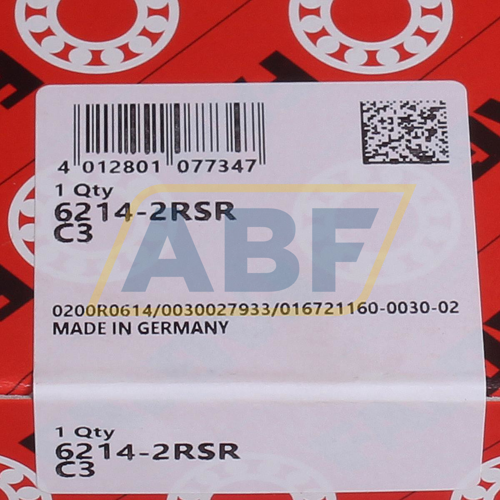 4 012801 077347
1 Qty
6214-2RSR
C3
ABF
0200R0614/0030027933/016721160-0030-02
MADE IN GERMANY
1 Qty
6214-2RSR
C3